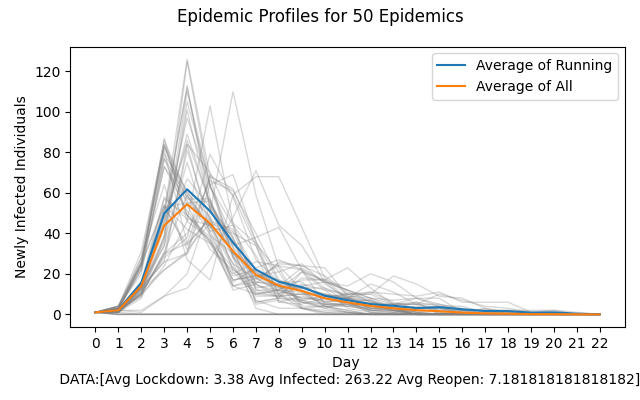 Epidemic Profiles for 50 Epidemics
Newly Infected Individuals
120
100
80
60
40
20
0
Average of Running
Average of All
0 1 2 3 4 5 6 7 8 9 10 11 12 13 14 15 16 17 18 19 20 21 22
Day
DATA:[Avg Lockdown: 3.38 Avg Infected: 263.22 Avg Reopen: 7.181818181818182]